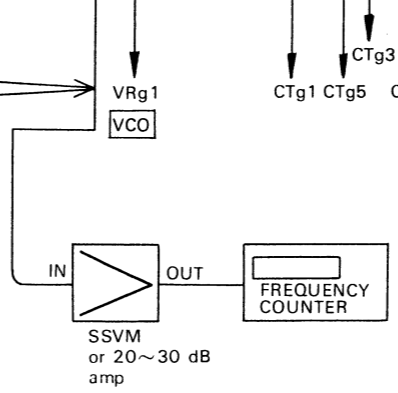 CTg3
VRg1
CTg1 CTg5
VCO
IN
OUT
FREQUENCY
COUNTER
SSVM
or 20~30 dB
amp